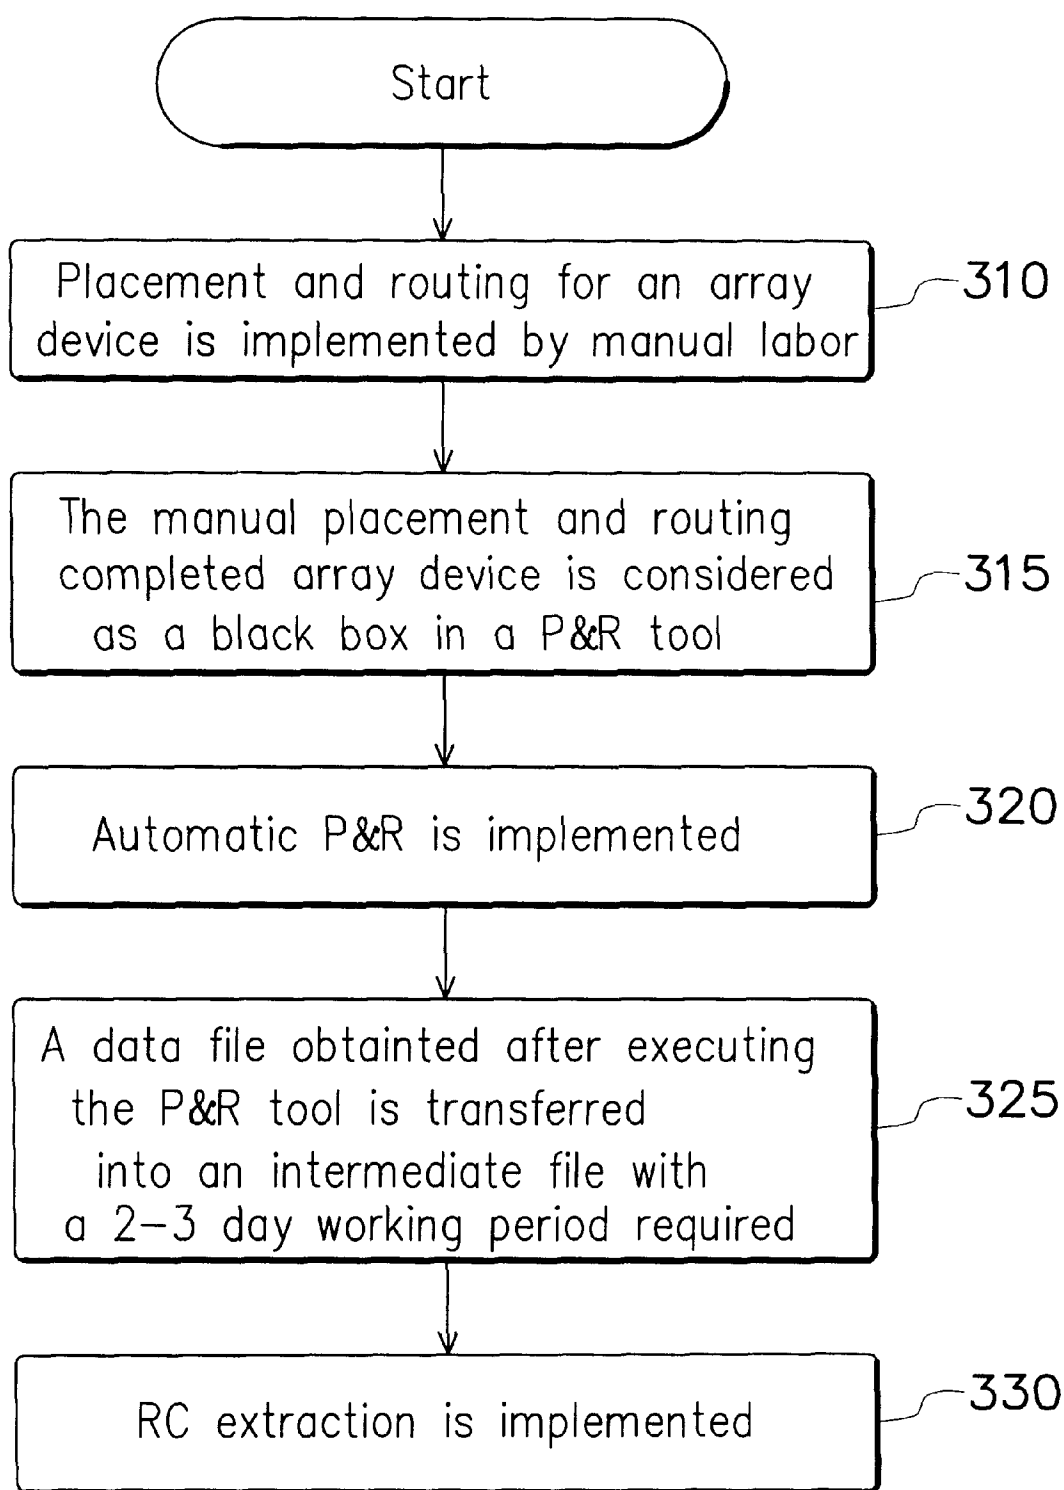 Start
Placement and routing for an array
device is implemented by manual labor
310
The manual placement and routing
completed array device is considered
as a black box in a P&R tool
315
Automatic P&R is implemented
320
A data file obtainted after executing
the P&R tool is transferred
into an intermediate file with
a 2-3 day working period required
325
RC extraction is implemented
330